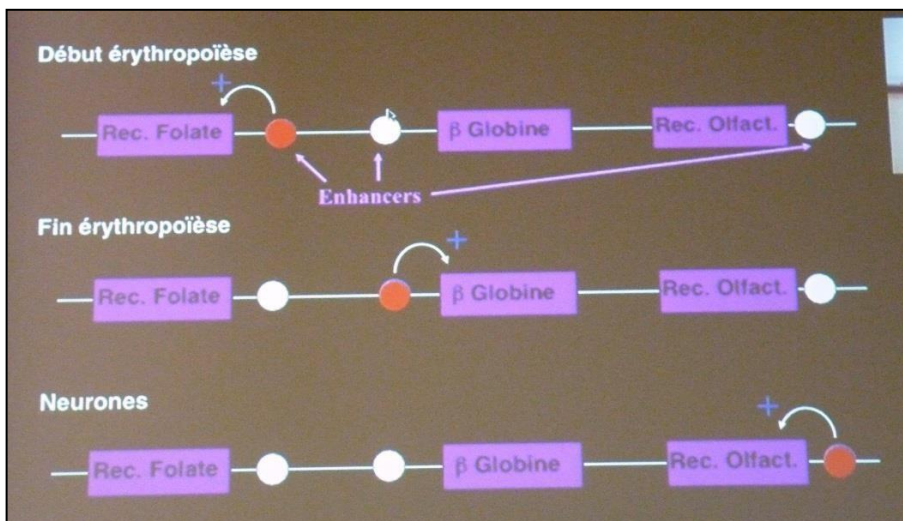 Début érythropoïèse
+
Rec. Folate β Globine Rec. Olfact.
Enhancers
Fin érythropoïèse
+
Rec. Folate β Globine Rec. Olfact.
Neurones
+
Rec. Folate β Globine Rec. Olfact.